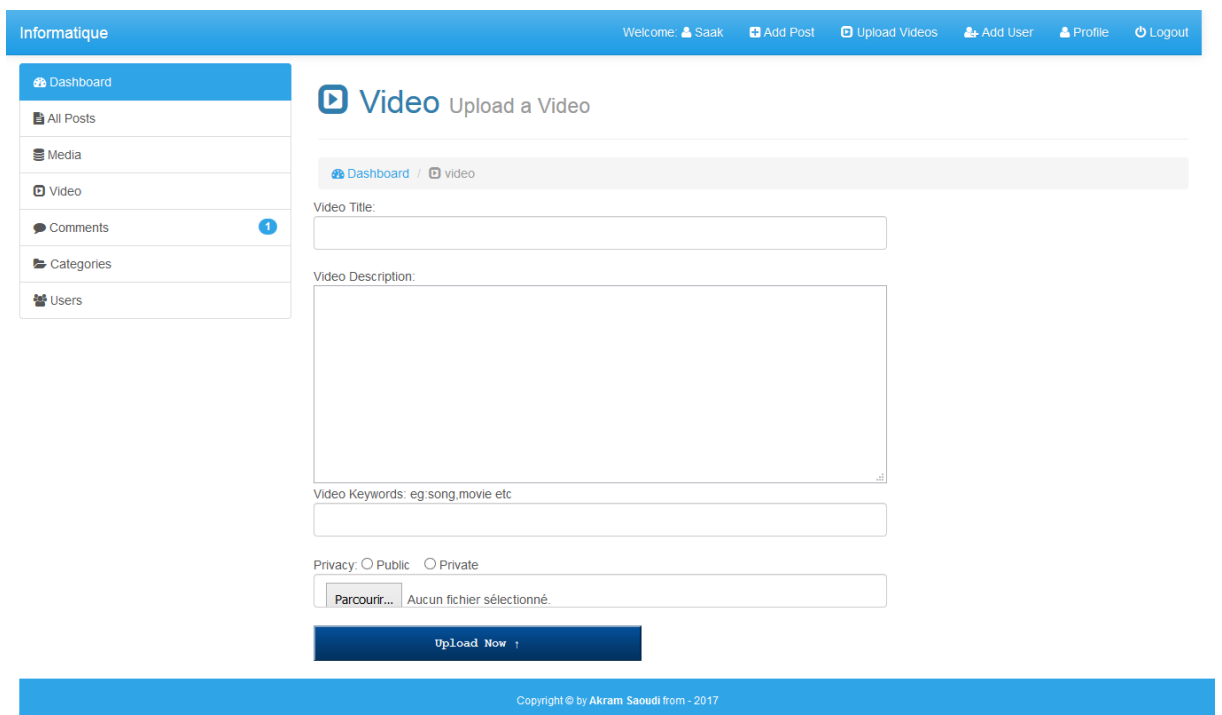 Informatique
Welcome: Saak Add Post Upload Videos Add User Profile Logout
Dashboard
All Posts
Media
Video
Comments 1
Categories
Users
Video Upload a Video
Dashboard / video
Video Title:
Video Description:
Video Keywords: eg:song,movie etc
Privacy: Public Private
Parcourir... Aucun fichier sélectionné.
Upload Now ↑
Copyright © by Akram Saoudi from - 2017